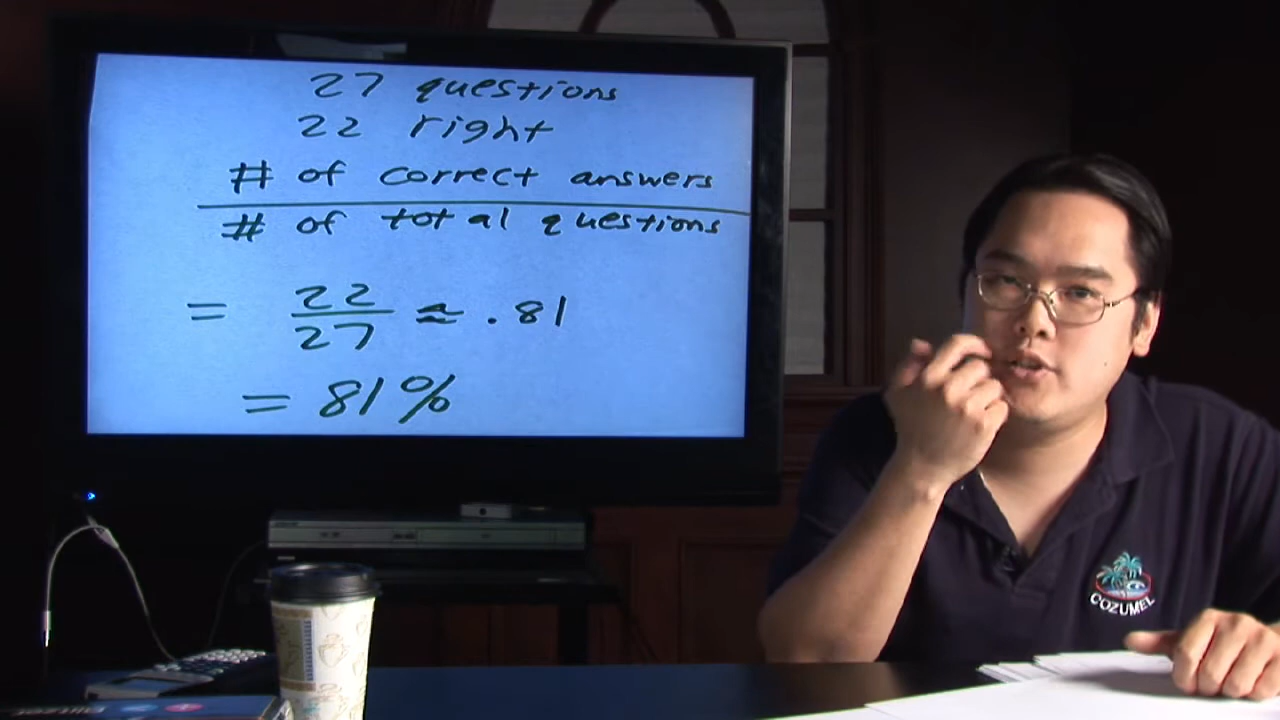 27 questions
22 right
# of correct answers
# of total questions
= 22
27 ≈ .81
= 81%
COZUMEL